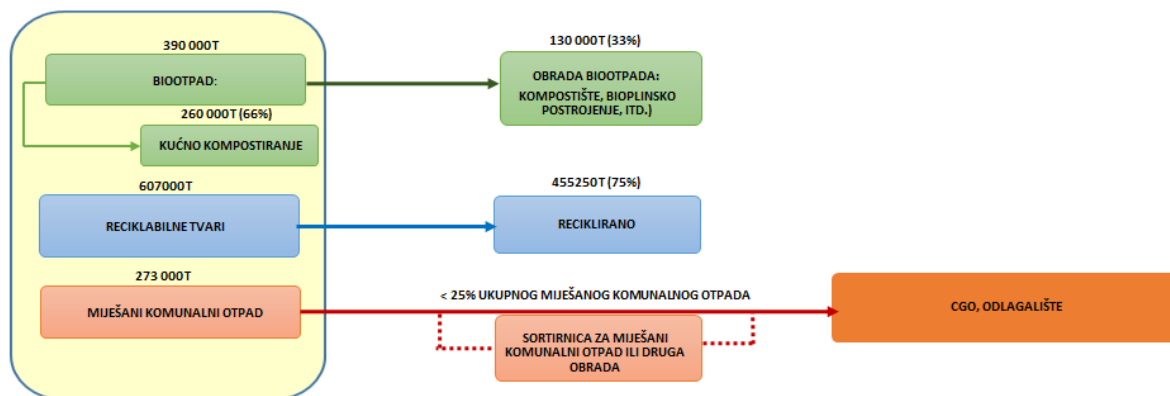 390 000T
BIOOTPAD:
260 000T (66%)
KUĆNO KOMPOSTIRANJE
130 000T (33%)
OBRADA BIOOTPADA:
KOMPOSTIŠTE, BIOPLINSKO
POSTROJENJE, ITD.)
607000T
RECIKLABILNE TVARI
455250T (75%)
RECIKLIRANO
273 000T
MIJEŠANI KOMUNALNI OTPAD
< 25% UKUPNOG MIJEŠANOG KOMUNALNOG OTPADA
SORTIRNICA ZA MIJEŠANI
KOMUNALNI OTPAD ILI DRUGA
OBRADA
CGO, ODLAGALIŠTE